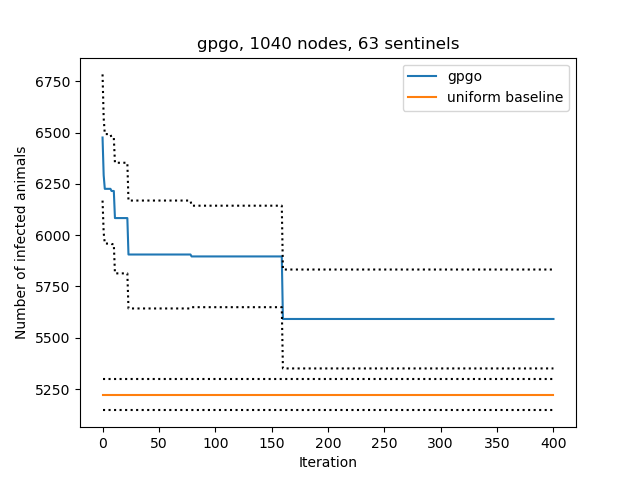 gpgo, 1040 nodes, 63 sentinels
gpgo
uniform baseline
Number of infected animals
6750
6500
6250
6000
5750
5500
5250
0 50 100 150 200 250 300 350 400
Iteration